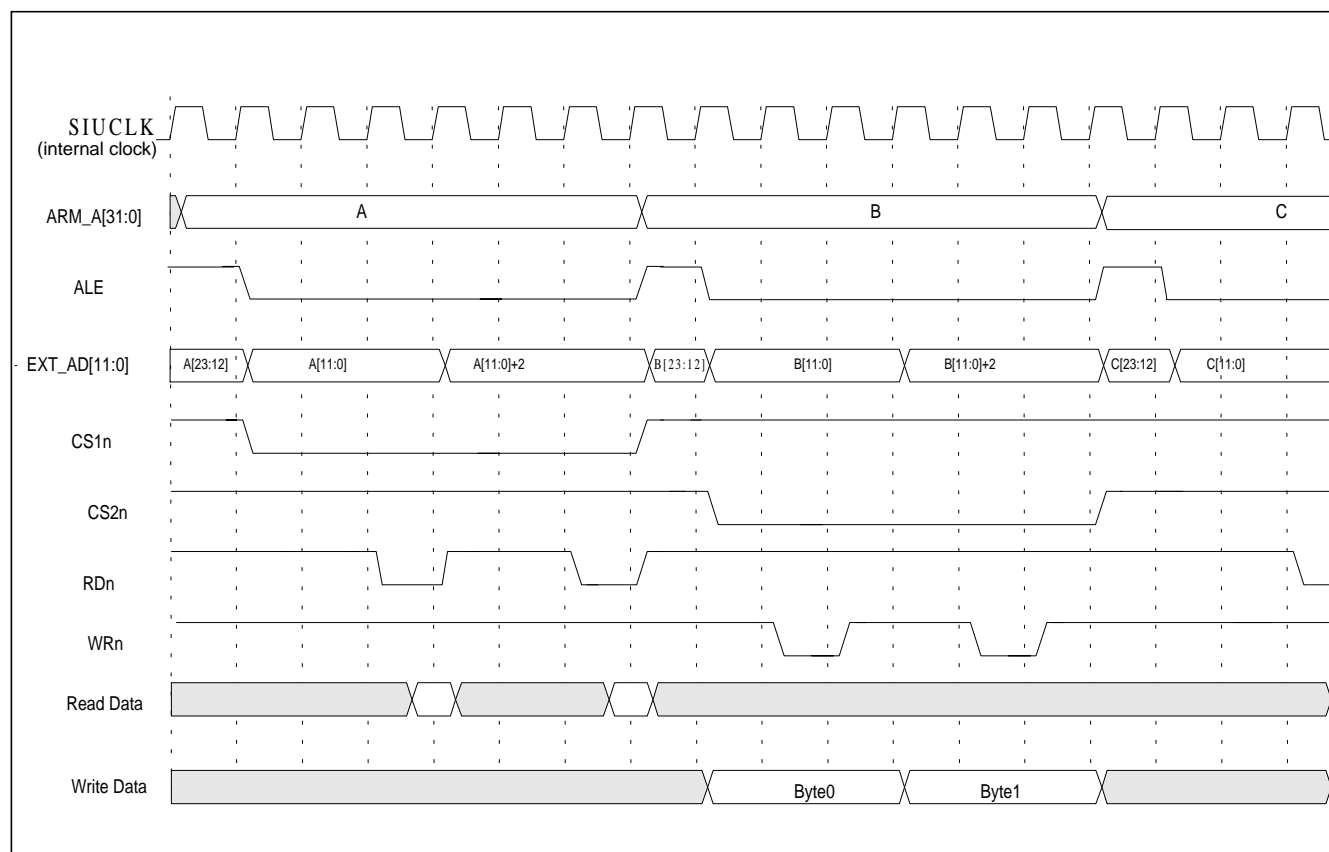 SIUCLK
(internal clock)
ARM_A[31:0]
A
B
C
ALE
EXT_AD[11:0]
A[23:12]
A[11:0]
A[11:0]+2
B[23:12]
B[11:0]
B[11:0]+2
C[23:12]
C[11:0]
CS1n
CS2n
RDn
WRn
Read Data
Write Data
Byte0
Byte1